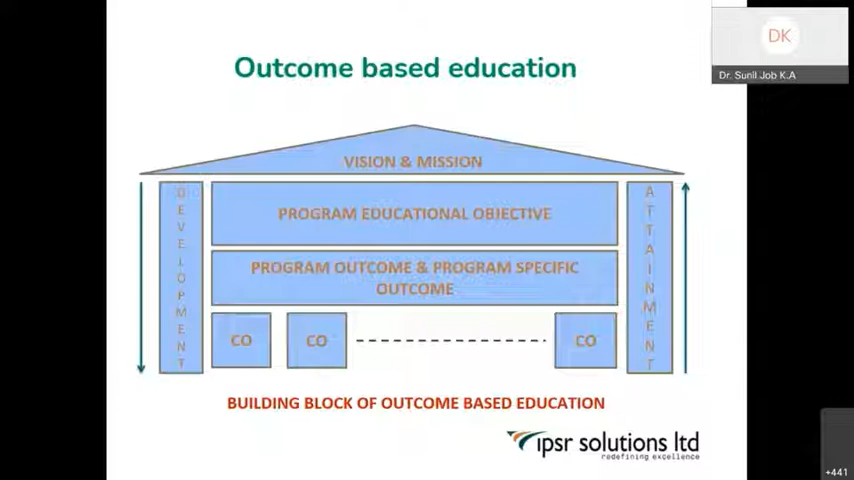 Outcome based education
DK
Dr. Sunil Job K.A
VISION & MISSION
DEVELOPMENT
PROGRAM EDUCATIONAL OBJECTIVE
PROGRAM OUTCOME & PROGRAM SPECIFIC
OUTCOME
CO
CO
CO
ATTAINMENT
BUILDING BLOCK OF OUTCOME BASED EDUCATION
ipsr solutions ltd
redefining excellence
+441